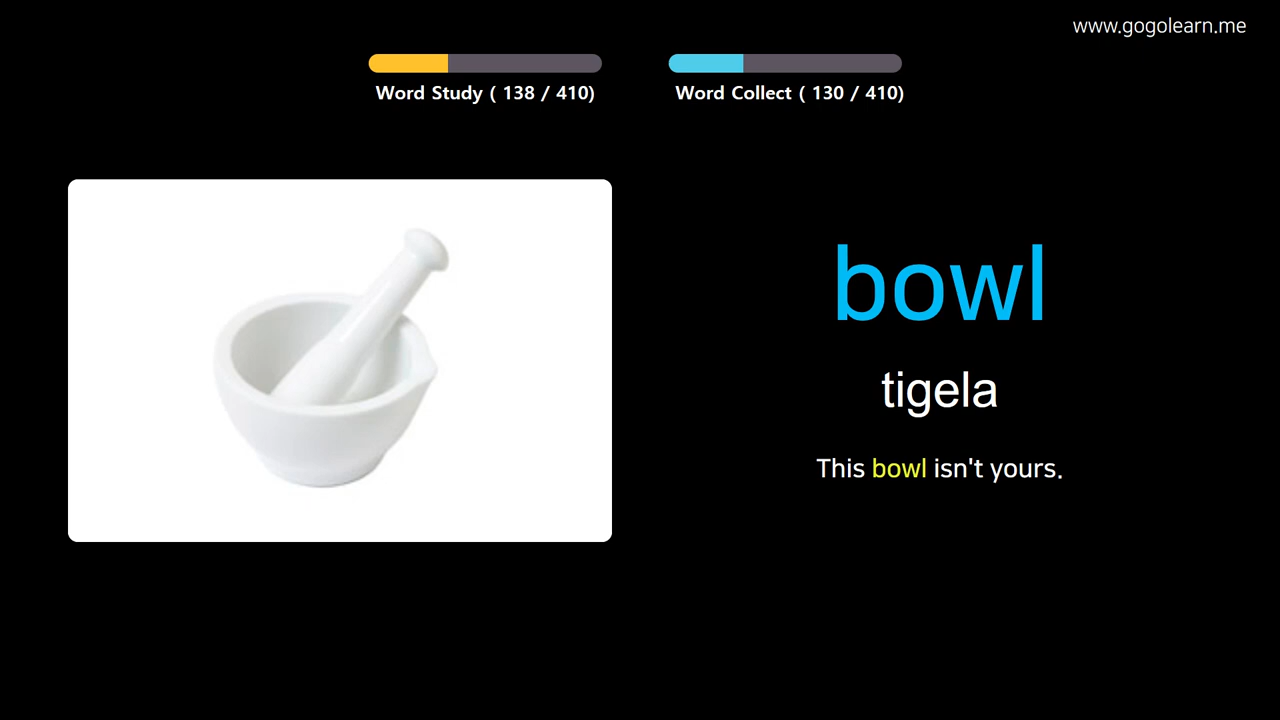 www.gogolearn.me
Word Study ( 138 / 410)
Word Collect ( 130 / 410)
bowl
tigela
This bowl isn't yours.